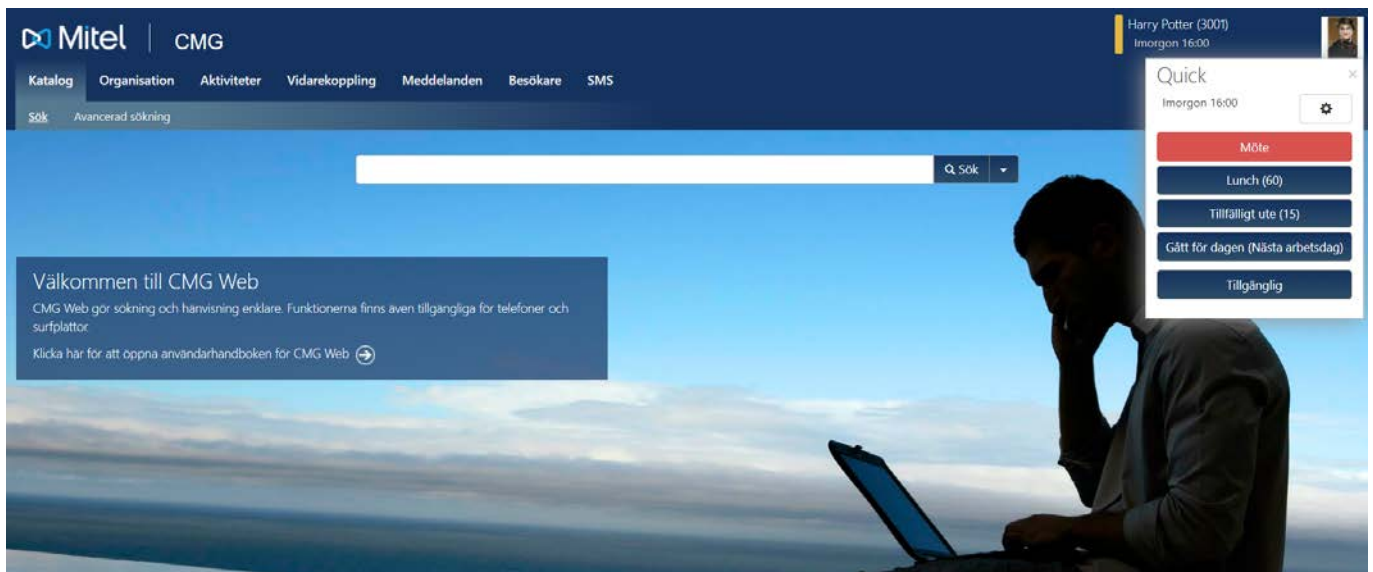 Mitel | CMG
Harry Potter (3001)
Imorgon 16:00
Katalog Organisation Aktiviteter Vidarekoppling Meddelanden Besökare SMS
Sök Avancerad sökning
Quick ×
Imorgon 16:00
Möte
Lunch (60)
Tillfälligt ute (15)
Gått för dagen (Nästa arbetsdag)
Tillgänglig
Sök
Välkommen till CMG Web
CMG Web gör sökning och hänvisning enklare. Funktionerna finns även tillgängliga för telefoner och
surfplattor.
Klicka här för att öppna användarhandboken för CMG Web